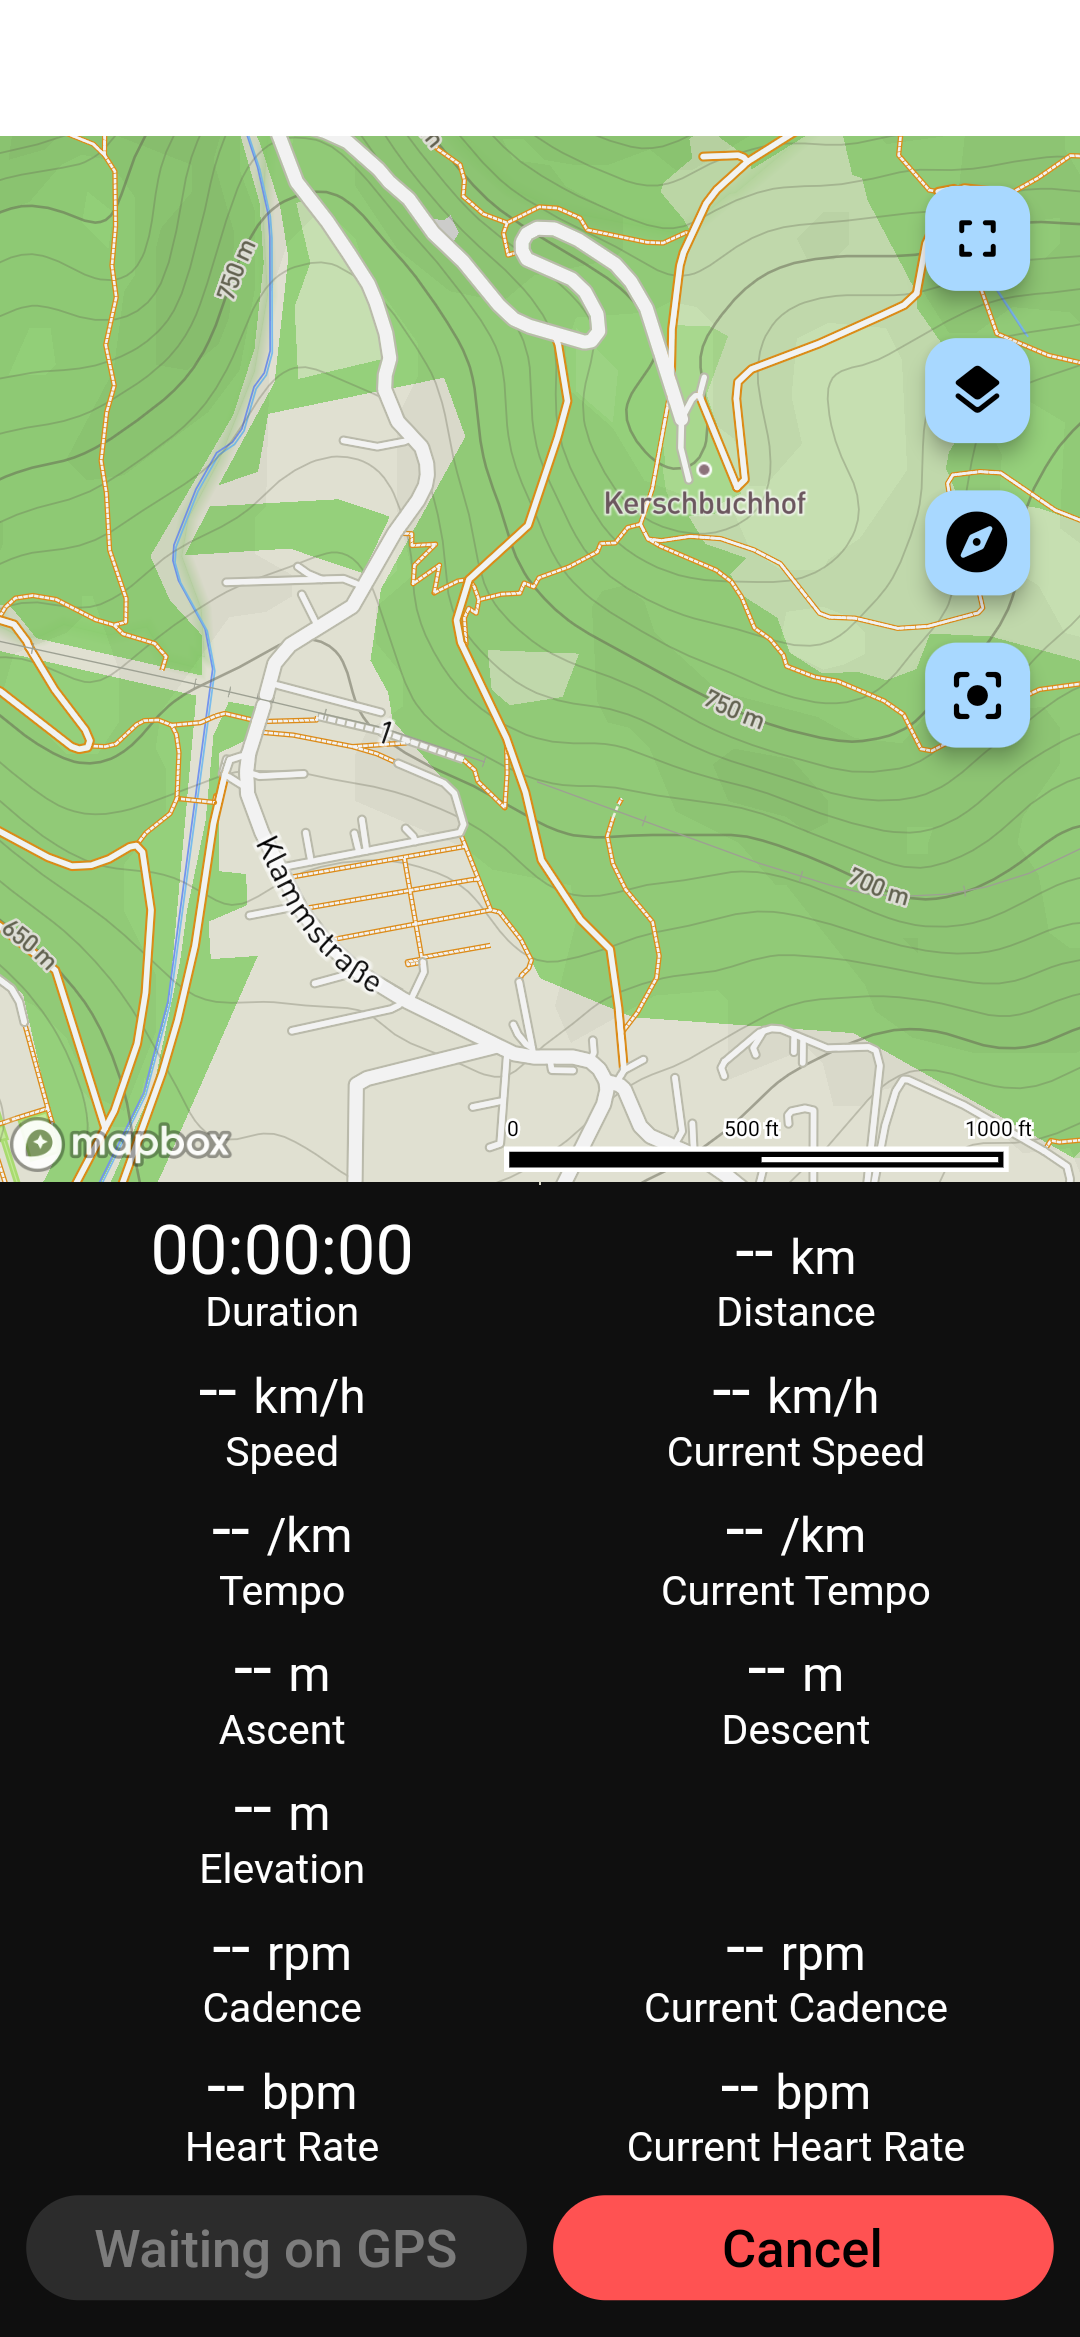 m
750 m
Kerschbuchhof
750 m
1
Klammstraße
700 m
650 m
mapbox
0 500 ft 1000 ft
00:00:00 -- km
Duration Distance
-- km/h -- km/h
Speed Current Speed
-- /km -- /km
Tempo Current Tempo
-- m -- m
Ascent Descent
-- m
Elevation
-- rpm -- rpm
Cadence Current Cadence
-- bpm -- bpm
Heart Rate Current Heart Rate
Waiting on GPS Cancel